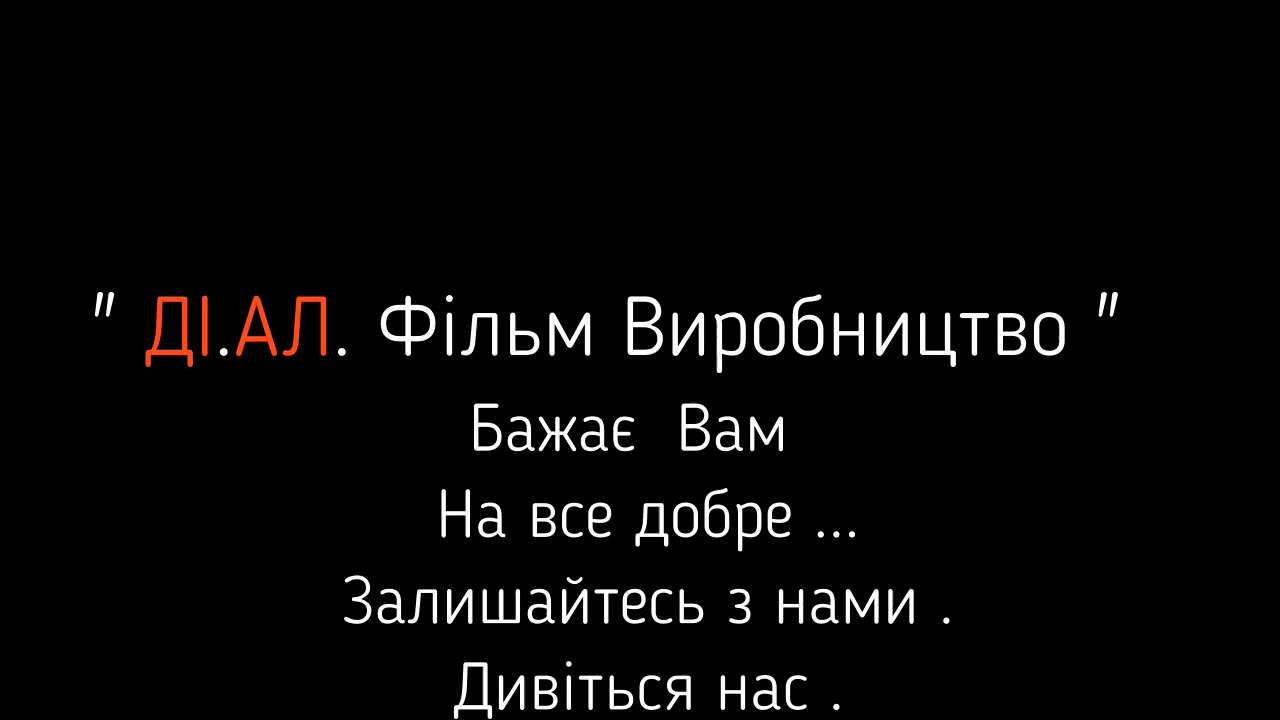 " ДІ.АЛ. Фільм Виробництво "
Бажає Вам
На все добре ...
Залишайтесь з нами .
Дивіться нас .